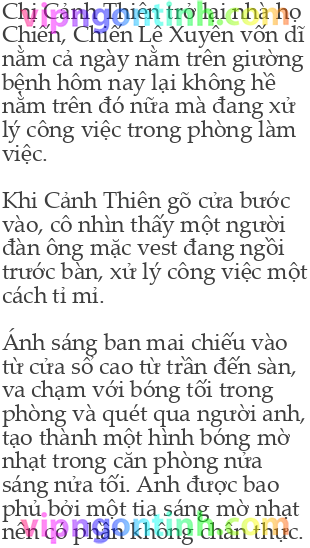 Chị Cảnh Thiên trở lại nhà họ
Chiến, Chiến Lê Xuyên vốn dĩ
nằm cả ngày nằm trên giường
bệnh hôm nay lại không hề
nằm trên đó nữa mà đang xử
lý công việc trong phòng làm
việc.
Khi Cảnh Thiên gõ cửa bước
vào, cô nhìn thấy một người
đàn ông mặc vest đang ngồi
trước bàn, xử lý công việc một
cách tỉ mỉ.
Ánh sáng ban mai chiếu vào
từ cửa sổ cao từ trần đến sàn,
va chạm với bóng tối trong
phòng và quét qua người anh,
tạo thành một hình bóng mờ
nhạt trong căn phòng nửa
sáng nửa tối. Anh được bao
phủ bởi một tia sáng mờ nhạt
nên có phần không chân thực.
vipngontinh.com
vipngontinh.com